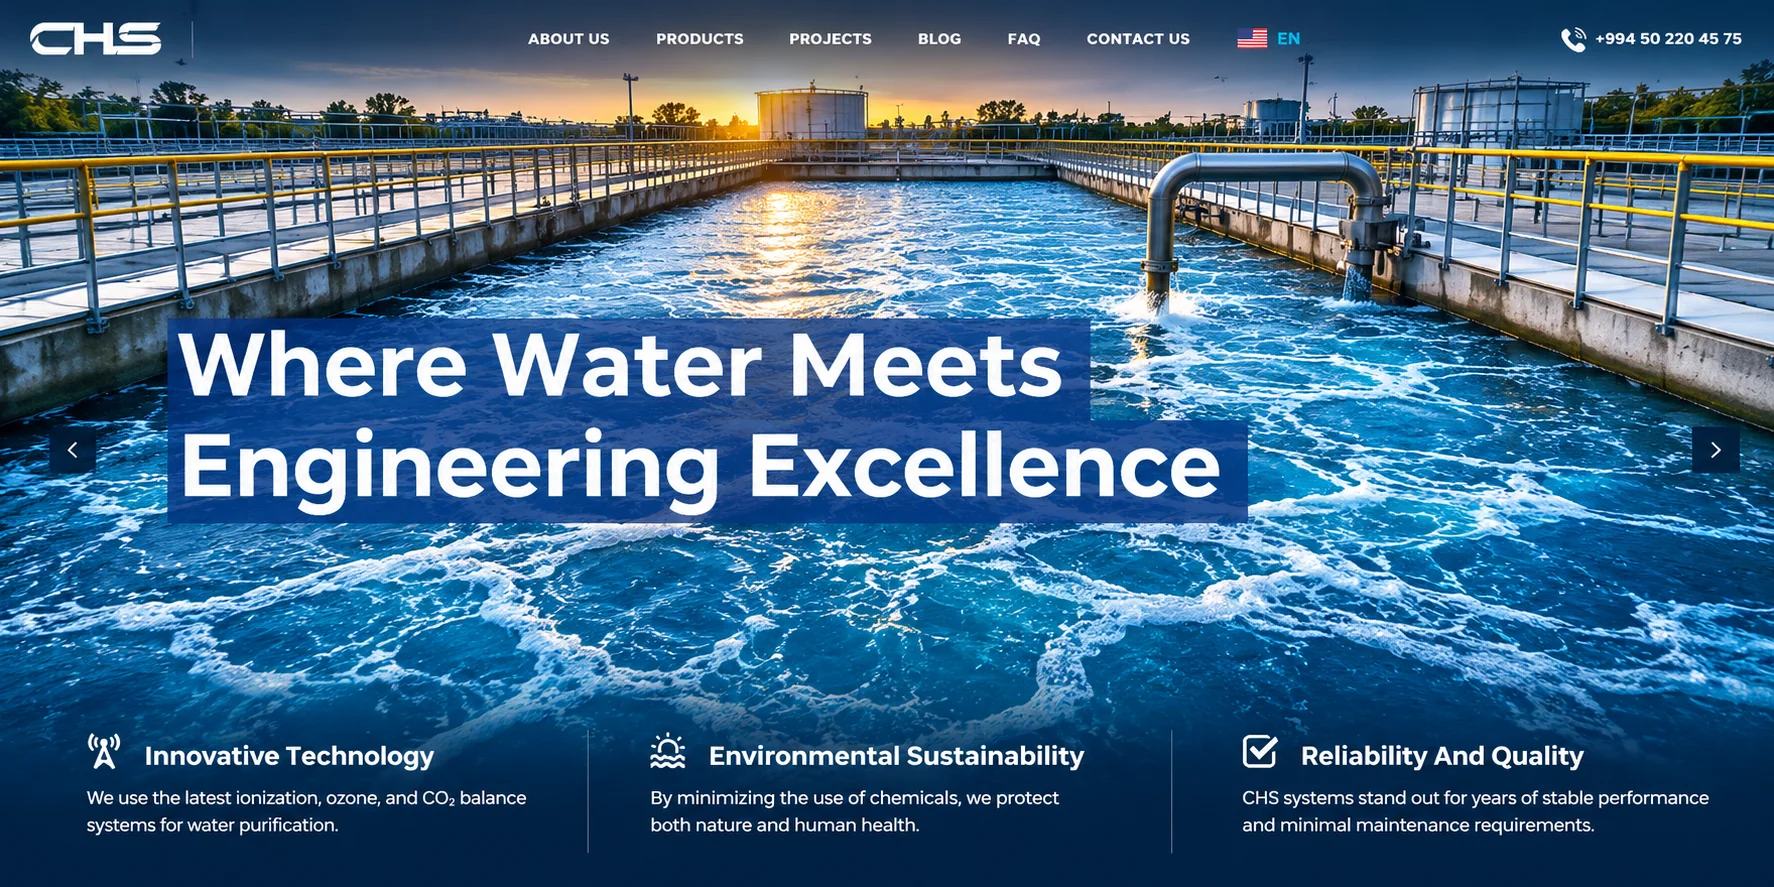 CHS
ABOUT US
PRODUCTS
PROJECTS
BLOG
FAQ
CONTACT US
EN
+994 50 220 45 75
Where Water Meets
Engineering Excellence
Innovative Technology
We use the latest ionization, ozone, and CO₂ balance
systems for water purification.
Environmental Sustainability
By minimizing the use of chemicals, we protect
both nature and human health.
Reliability And Quality
CHS systems stand out for years of stable performance
and minimal maintenance requirements.